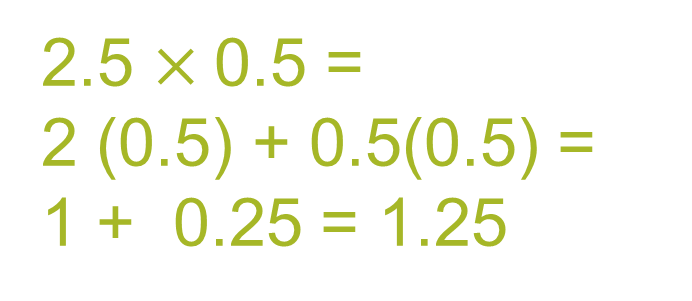 2.5 × 0.5 =
2 (0.5) + 0.5(0.5) =
1 + 0.25 = 1.25